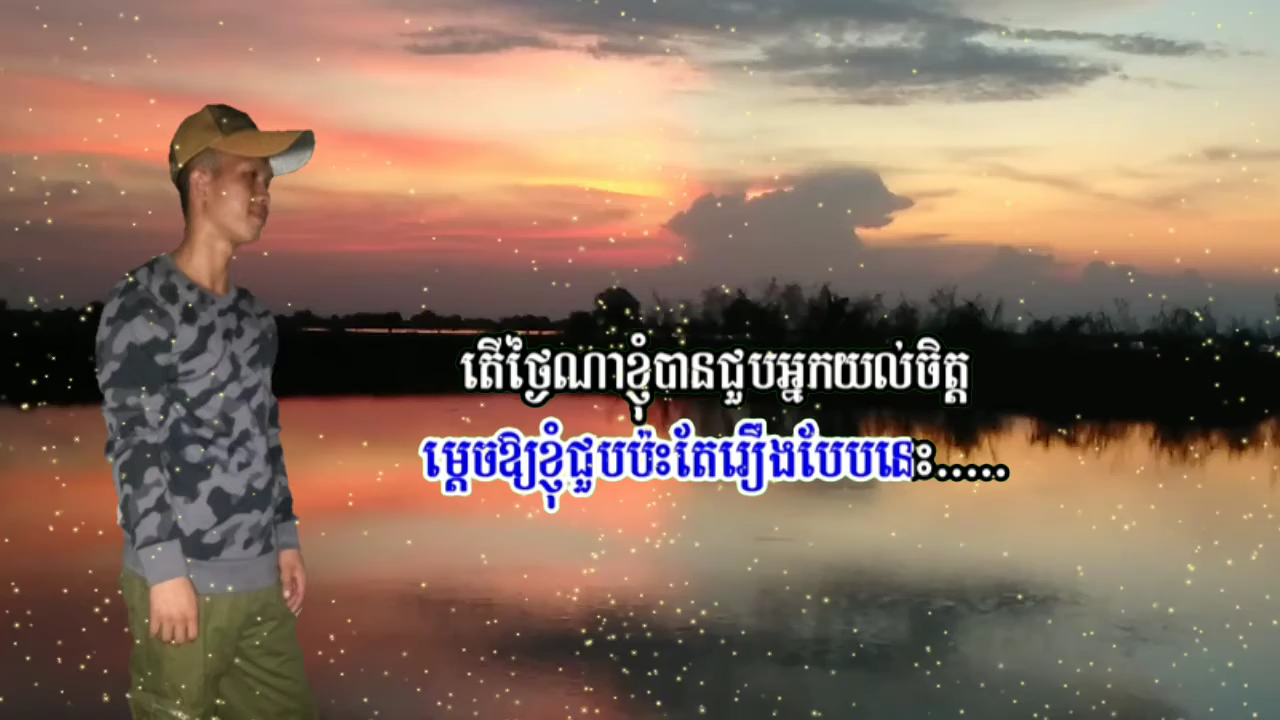 តើថ្ងៃណាខ្ញុំបានជួបអ្នកយល់ចិត្ត
ម្ដេចឱ្យខ្ញុំជួបប៉ះតែរឿងបែបនេះ.....